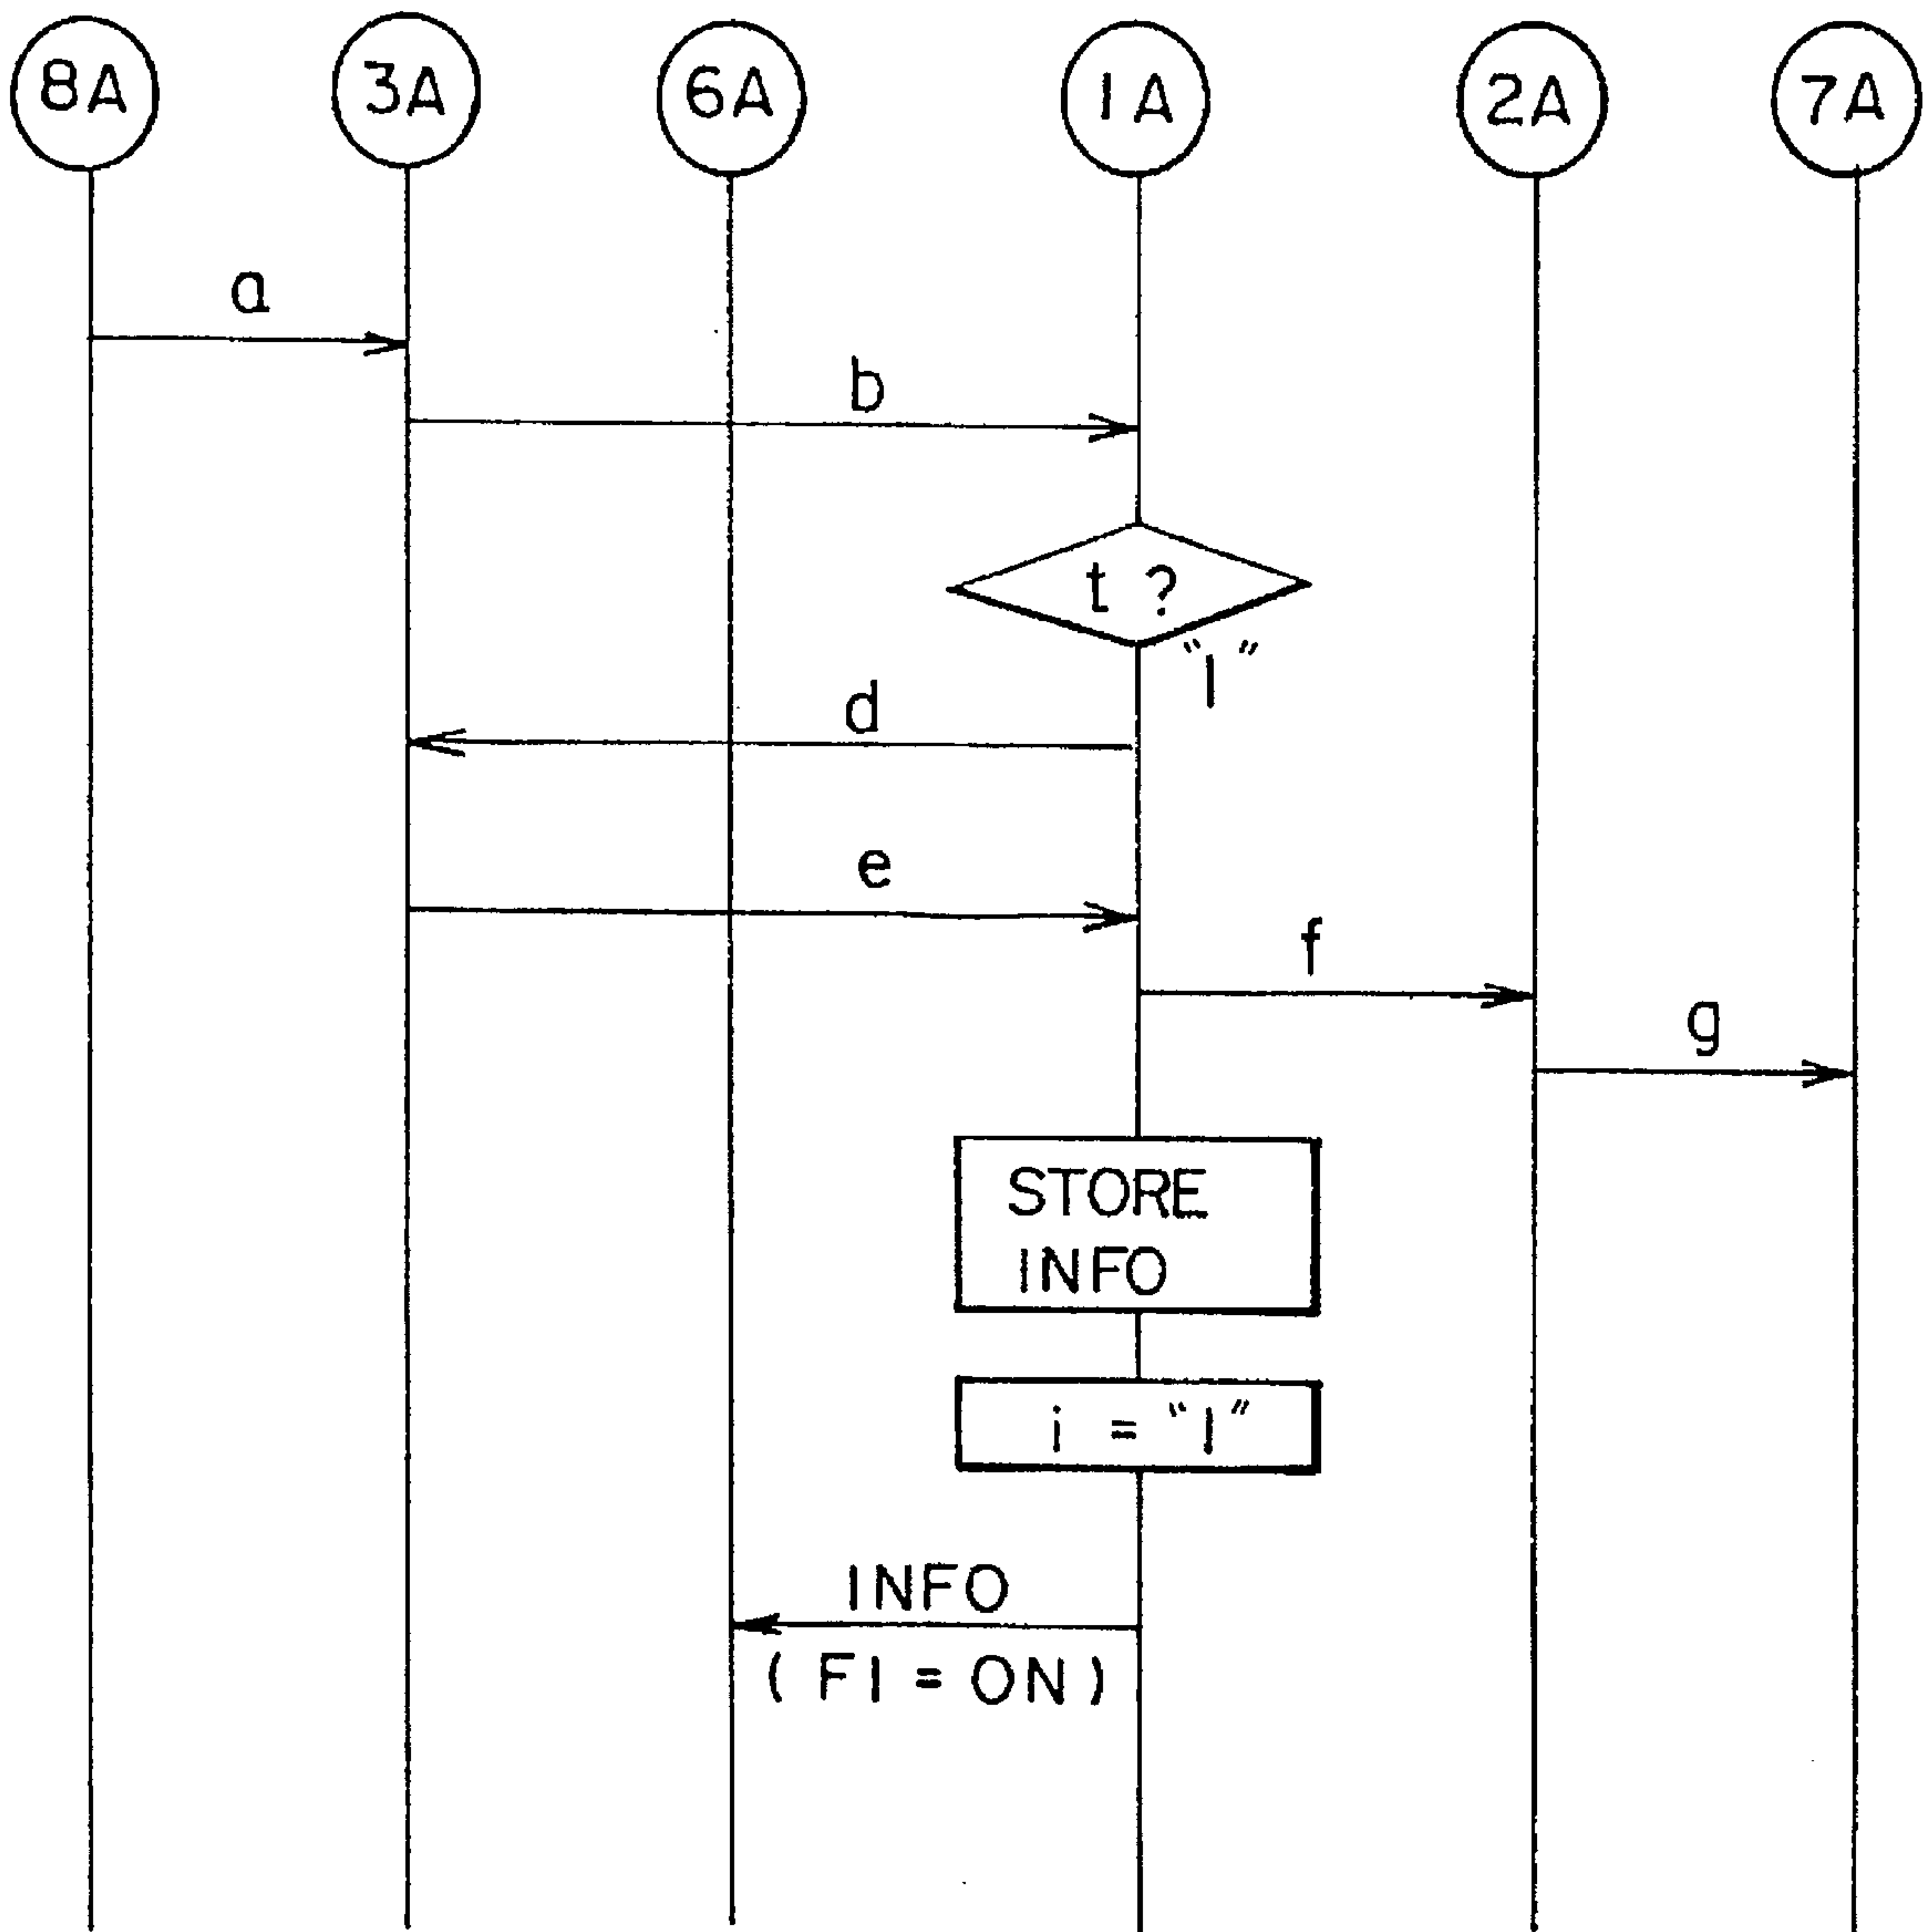 8A 3A 6A 1A 2A 7A
a
b
t ?
"1"
d
e
f
g
STORE
INFO
i = "1"
INFO
( F1 = ON )